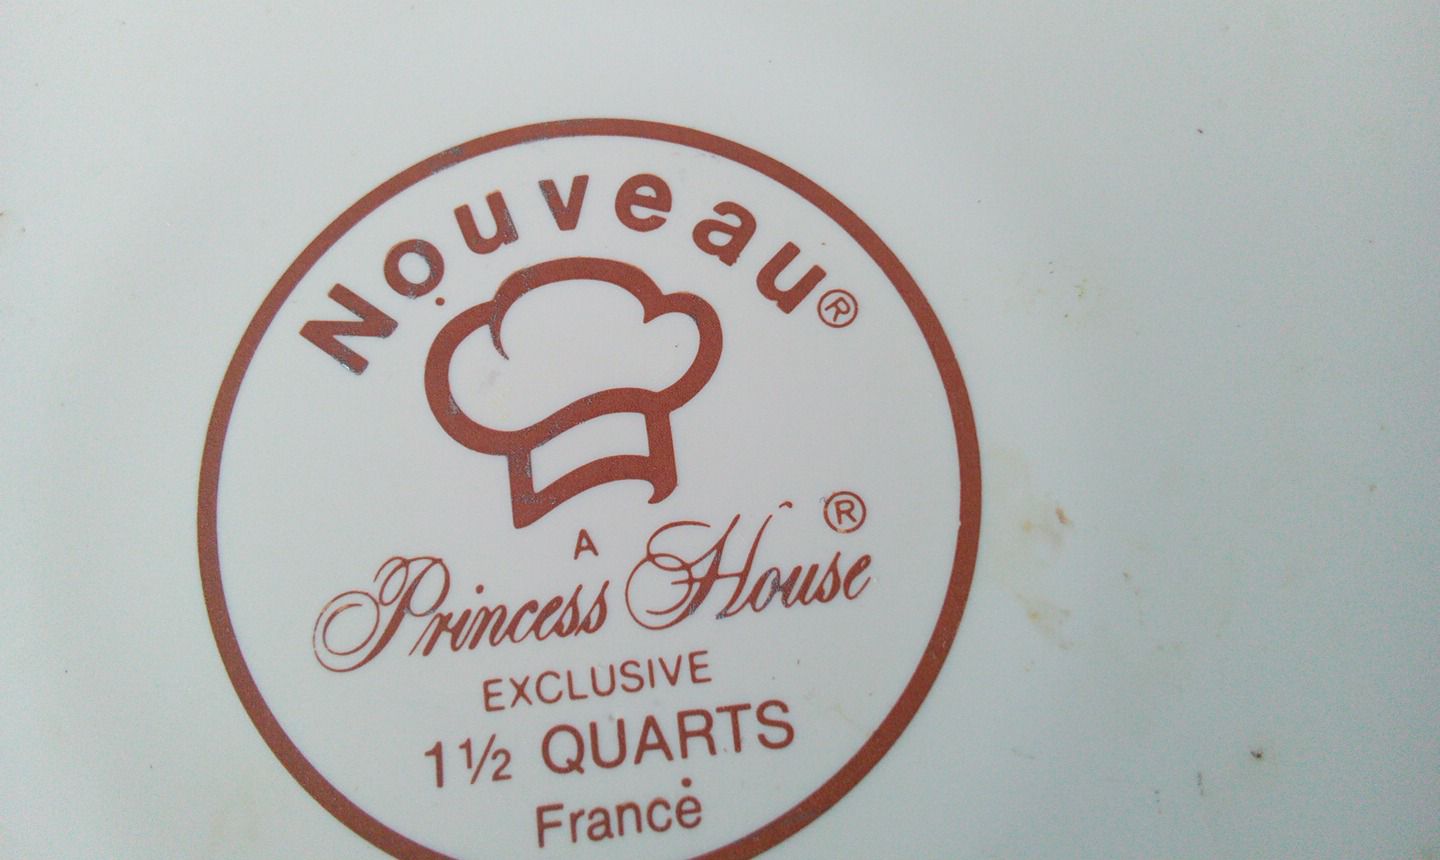 Nouveau®
A
Princess House®
EXCLUSIVE
1½ QUARTS
France